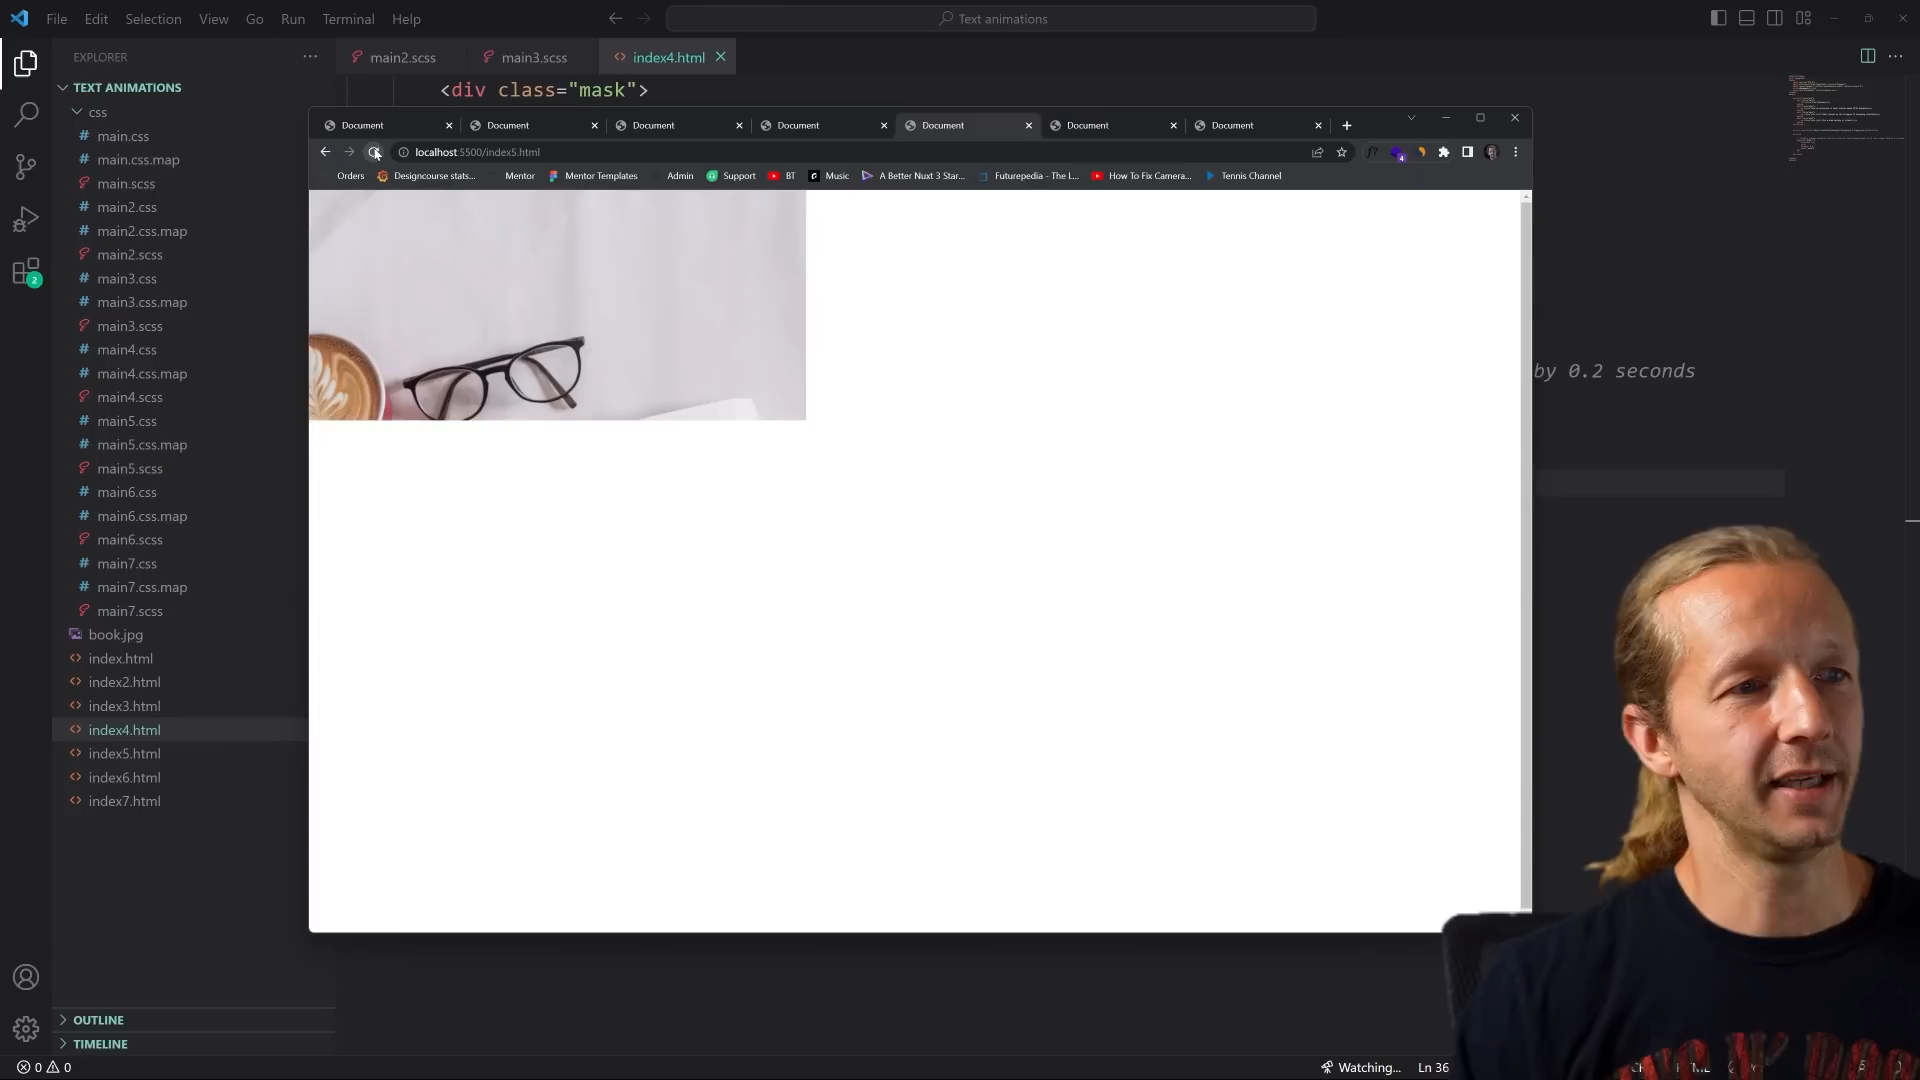 File Edit Selection View Go Run Terminal Help
Text animations
EXPLORER
main2.scss
main3.scss
index4.html
TEXT ANIMATIONS
<div class="mask">
css
main.css
main.css.map
main.scss
main2.css
main2.css.map
main2.scss
main3.css
main3.css.map
main3.scss
main4.css
main4.css.map
main4.scss
main5.css
main5.css.map
main5.scss
main6.css
main6.css.map
main6.scss
main7.css
main7.css.map
main7.scss
book.jpg
index.html
index2.html
index3.html
index4.html
index5.html
index6.html
index7.html
2
Document Document Document Document Document Document Document
localhost:5500/index5.html
4
Orders Designcourse stats... Mentor Mentor Templates Admin Support BT Music A Better Nuxt 3 Star... Futurepedia - The L... How To Fix Camera... Tennis Channel
by 0.2 seconds
OUTLINE
TIMELINE
0 0
Watching...
Ln 36